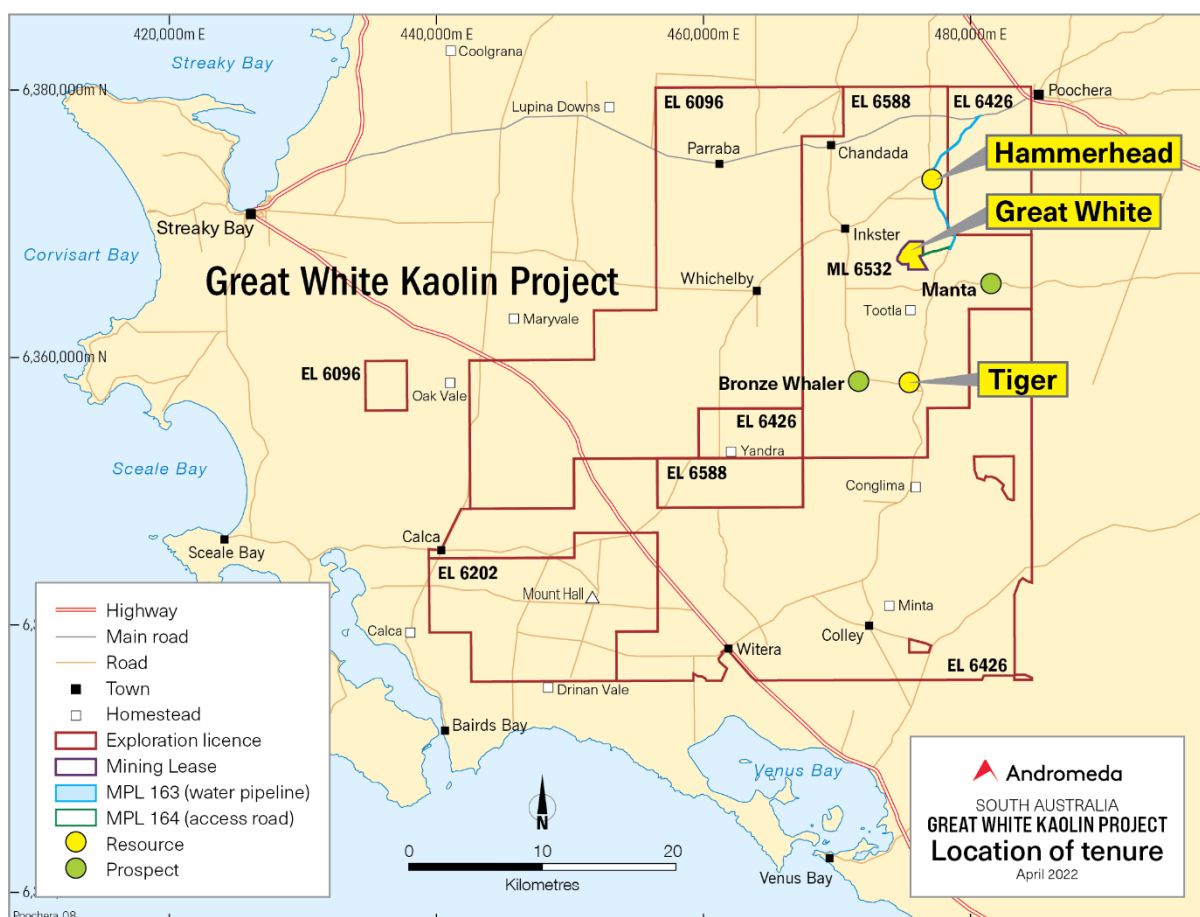 420,000m E
440,000m E
460,000m E
480,000m E
Streaky Bay
Coolgrana
6,380,000m N
EL 6096
EL 6588
EL 6426
Poochera
Lupina Downs
Parraba
Chandada
Hammerhead
Great White
Streaky Bay
Inkster
Corvisart Bay
ML 6532
Great White Kaolin Project
Whichelby
Manta
Maryvale
Tootla
6,360,000m N
EL 6096
Oak Vale
Bronze Whaler
Tiger
EL 6426
Yandra
Sceale Bay
EL 6588
Conglima
Calca
Sceale Bay
EL 6202
Mount Hall
Minta
Calca
Colley
Witera
EL 6426
Drinan Vale
Bairds Bay
Venus Bay
Venus Bay
Highway
Main road
Road
Town
Homestead
Exploration licence
Mining Lease
MPL 163 (water pipeline)
MPL 164 (access road)
Resource
Prospect
N
0 10 20
Kilometres
Andromeda
SOUTH AUSTRALIA
GREAT WHITE KAOLIN PROJECT
Location of tenure
April 2022